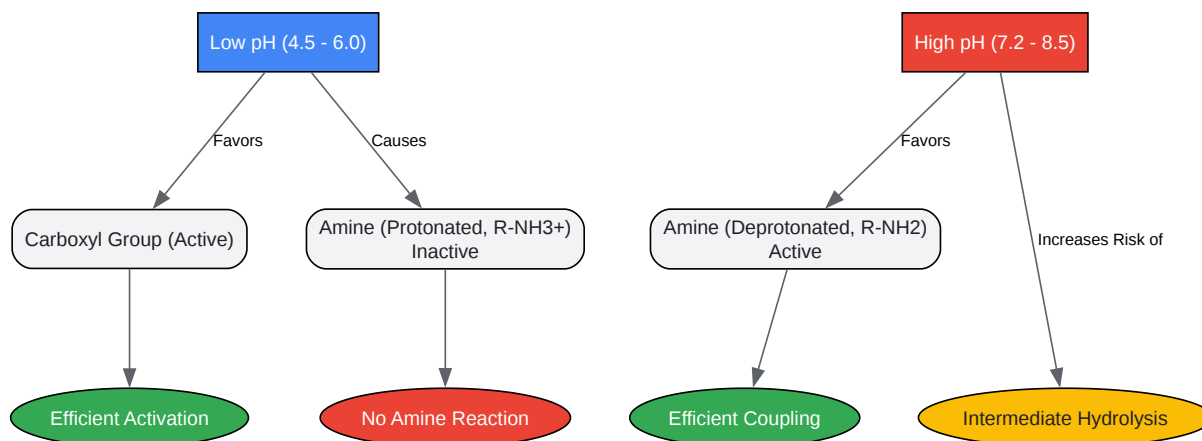 Low pH (4.5 - 6.0)
High pH (7.2 - 8.5)
Favors
Causes
Favors
Increases Risk of
Carboxyl Group (Active)
Amine (Protonated, R-NH3+)
Inactive
Amine (Deprotonated, R-NH2)
Active
Efficient Activation
No Amine Reaction
Efficient Coupling
Intermediate Hydrolysis